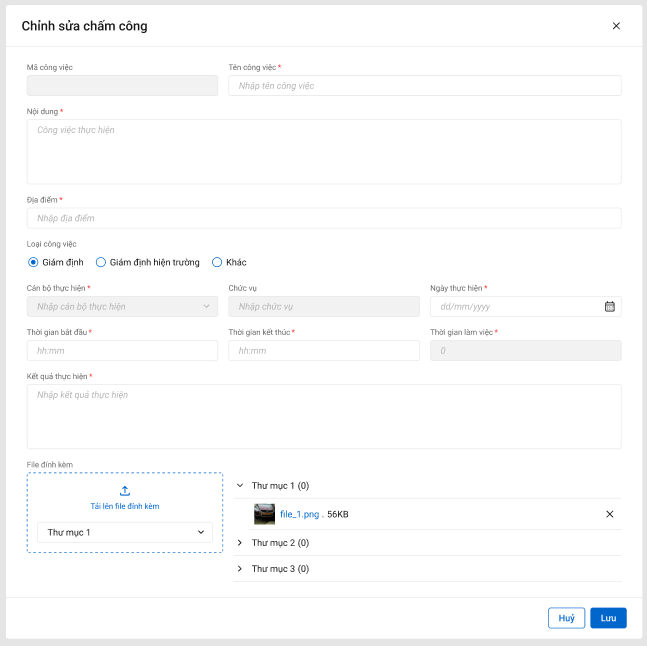 Chỉnh sửa chấm công
Mã công việc
Tên công việc *
Nhập tên công việc
Nội dung *
Công việc thực hiện
Địa điểm *
Nhập địa điểm
Loại công việc
Giám định Giám định hiện trường Khác
Cán bộ thực hiện * Chức vụ Ngày thực hiện *
Nhập cán bộ thực hiện Nhập chức vụ dd/mm/yyyy
Thời gian bắt đầu * Thời gian kết thúc * Thời gian làm việc *
hh:mm hh:mm 0
Kết quả thực hiện *
Nhập kết quả thực hiện
File đính kèm
Tải lên file đính kèm
Thư mục 1
Thư mục 1 (0)
file_1.png . 56KB
Thư mục 2 (0)
Thư mục 3 (0)
Huỷ Lưu